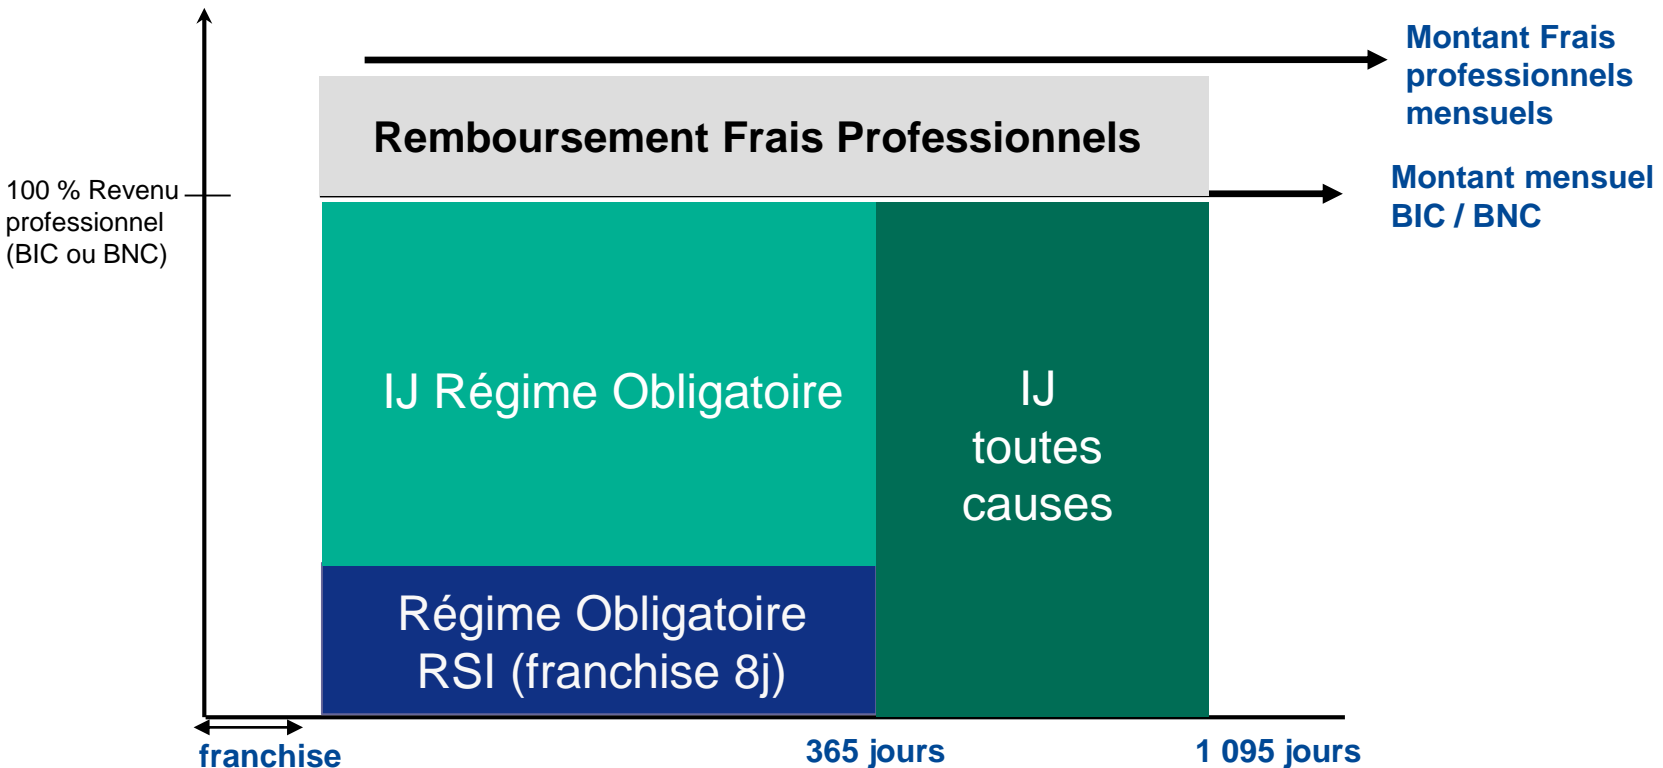 Montant Frais
professionnels
mensuels
Remboursement Frais Professionnels
100 % Revenu
professionnel
(BIC ou BNC)
Montant mensuel
BIC / BNC
IJ Régime Obligatoire
IJ
toutes
causes
Régime Obligatoire
RSI (franchise 8j)
franchise
365 jours
1 095 jours